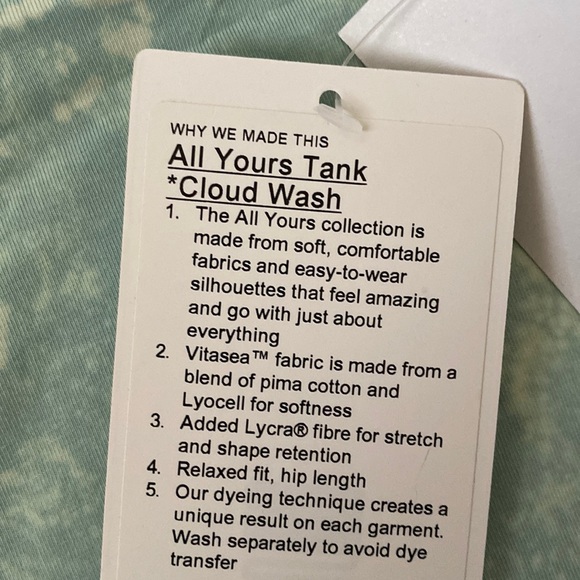 WHY WE MADE THIS
All Yours Tank
*Cloud Wash
1. The All Yours collection is
made from soft, comfortable
fabrics and easy-to-wear
silhouettes that feel amazing
and go with just about
everything
2. Vitasea™ fabric is made from a
blend of pima cotton and
Lyocell for softness
3. Added Lycra® fibre for stretch
and shape retention
4. Relaxed fit, hip length
5. Our dyeing technique creates a
unique result on each garment.
Wash separately to avoid dye
transfer